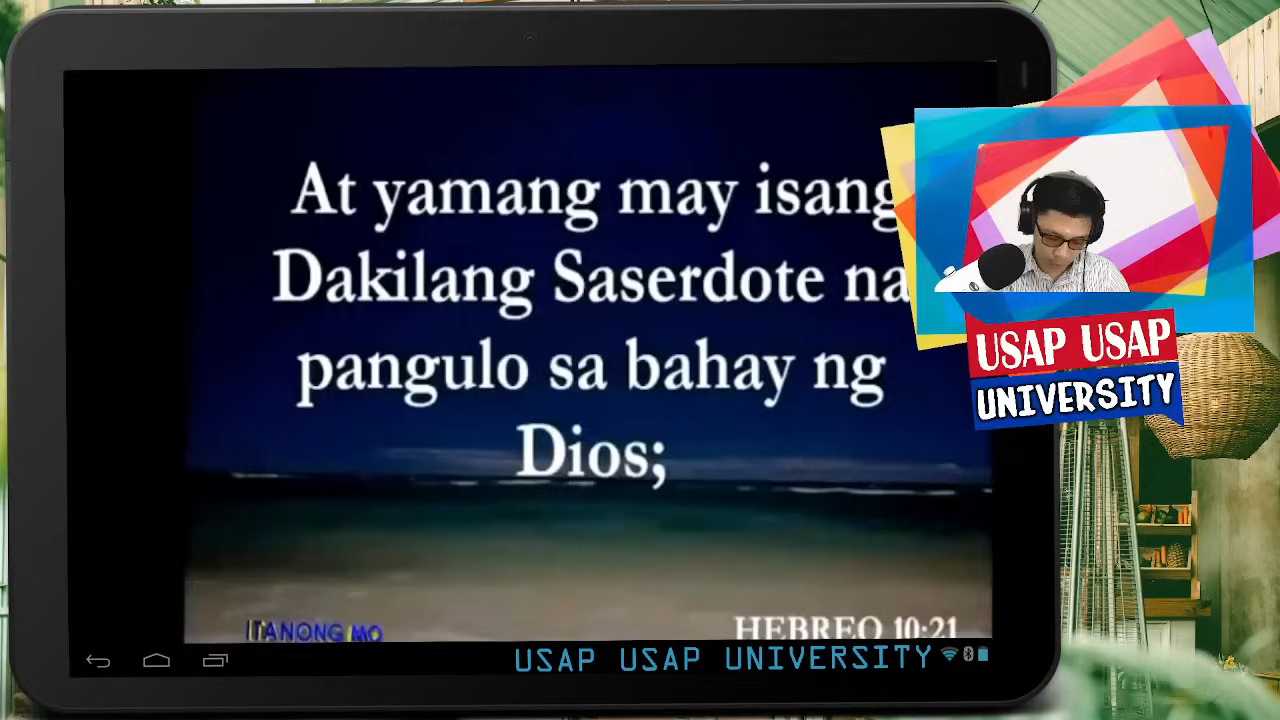 At yamang may isang
Dakilang Saserdote na
pangulo sa bahay ng
Dios;
ITANONG MO
HEBREO 10:21
USAP USAP UNIVERSITY
USAP USAP
UNIVERSITY